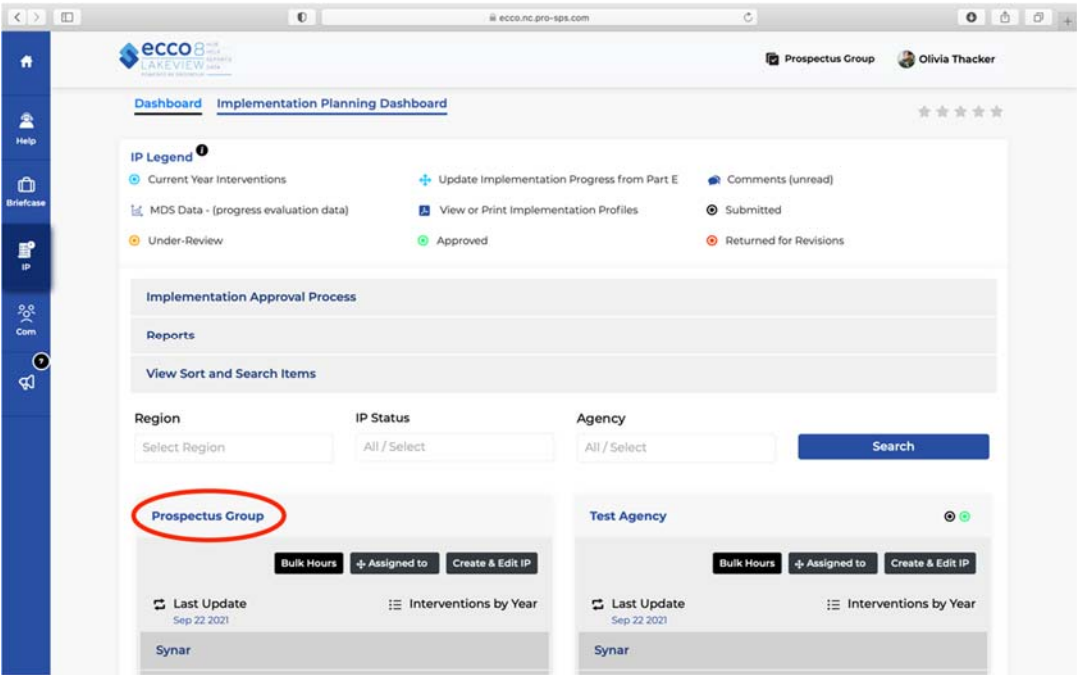 ecco.nc.pro-sps.com
ecco 8
LAKEVIEW
Prospectus Group
Olivia Thacker
Dashboard Implementation Planning Dashboard
Help
Briefcase
IP
Com
IP Legend
Current Year Interventions
Update Implementation Progress from Part E
Comments (unread)
MDS Data - (progress evaluation data)
View or Print Implementation Profiles
Submitted
Under-Review
Approved
Returned for Revisions
Implementation Approval Process
Reports
View Sort and Search Items
Region
IP Status
Agency
Select Region
All / Select
All / Select
Search
Prospectus Group
Bulk Hours
Assigned to
Create & Edit IP
Last Update
Sep 22 2021
Interventions by Year
Synar
Test Agency
Bulk Hours
Assigned to
Create & Edit IP
Last Update
Sep 22 2021
Interventions by Year
Synar